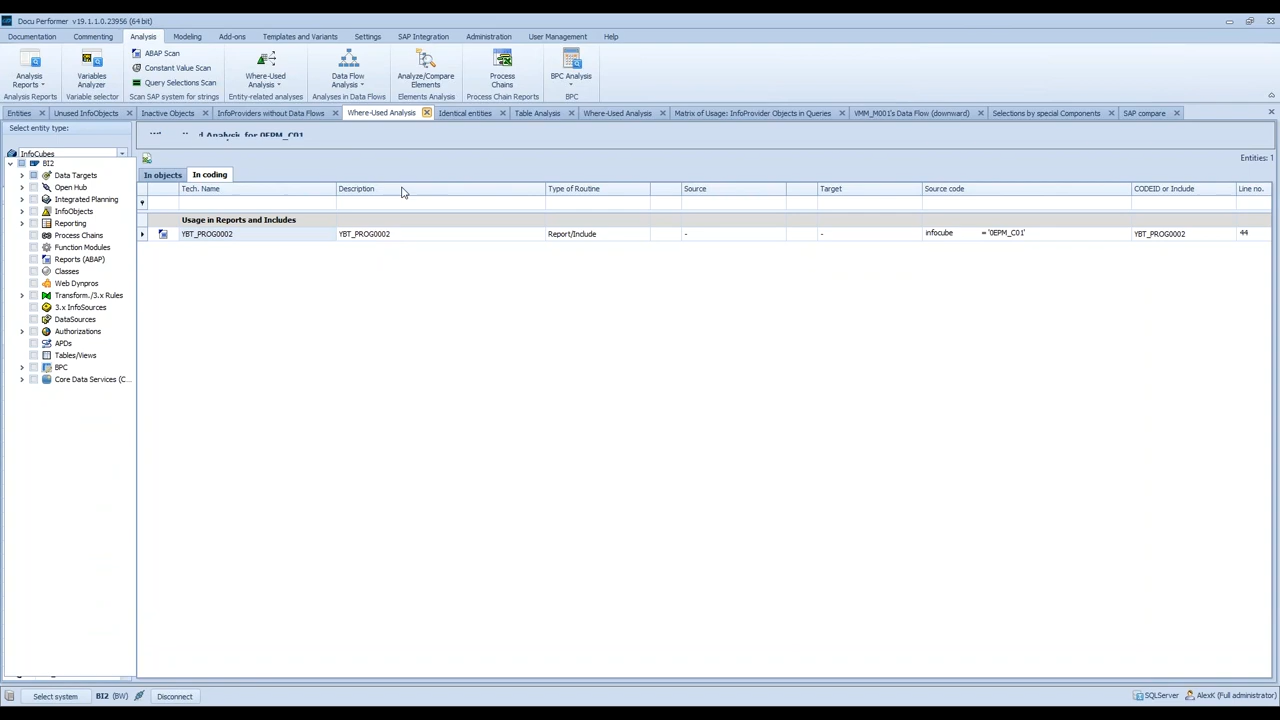 Docu Performer v19.1.1.0.23956 (64 bit)
Documentation Commenting Analysis Modeling Add-ons Templates and Variants Settings SAP Integration Administration User Management Help
Analysis Reports
Variables Analyzer
ABAP Scan
Constant Value Scan
Query Selections Scan
Where-Used Analysis
Data Flow Analysis
Analyze/Compare Elements
Process Chains
BPC Analysis
Analysis Reports Variable selector Scan SAP system for strings Entity-related analyses Analyses in Data Flows Elements Analysis Process Chain Reports BPC
Entities Unused InfoObjects Inactive Objects InfoProviders without Data Flows Where-Used Analysis Identical entities Table Analysis Where-Used Analysis Matrix of Usage: InfoProvider Objects in Queries VMM_M001's Data Flow (downward) Selections by special Components SAP compare
Select entity type:
InfoCubes
BI2
Data Targets
Open Hub
Integrated Planning
InfoObjects
Reporting
Process Chains
Function Modules
Reports (ABAP)
Classes
Web Dynpros
Transform./3.x Rules
3.x InfoSources
DataSources
Authorizations
APDs
Tables/Views
BPC
Core Data Services (C...
Analysis for 0EPM_C01
Entities: 1
In objects In coding
Tech. Name Description Type of Routine Source Target Source code CODEID or Include Line no.
Usage in Reports and Includes
YBT_PROG0002 YBT_PROG0002 Report/Include - - infocube = '0EPM_C01' YBT_PROG0002 44
Select system BI2 (BW) Disconnect SQLServer AlexK (Full administrator)